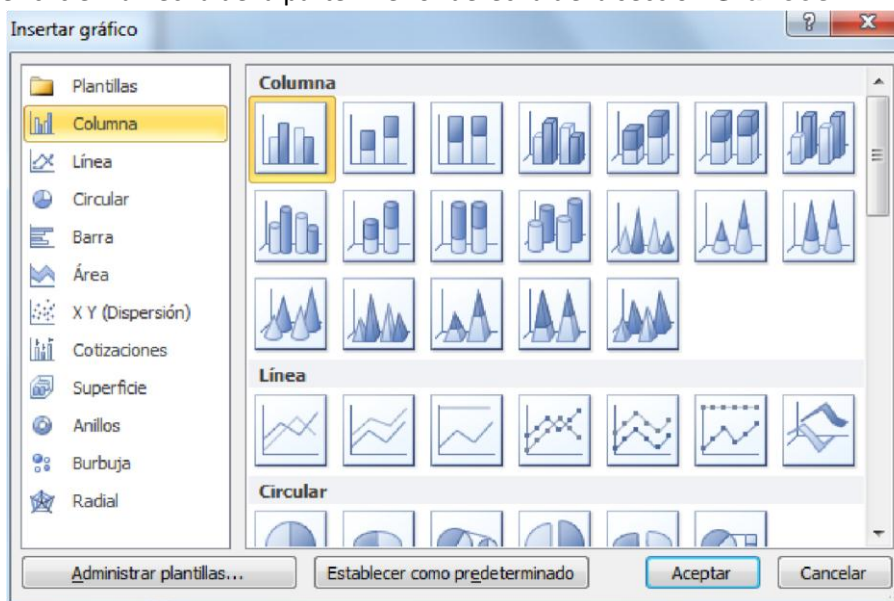 Insertar gráfico
Plantillas
Columna
Línea
Circular
Barra
Área
X Y (Dispersión)
Cotizaciones
Superficie
Anillos
Burbuja
Radial
Columna
Línea
Circular
Administrar plantillas...
Establecer como predeterminado
Aceptar
Cancelar